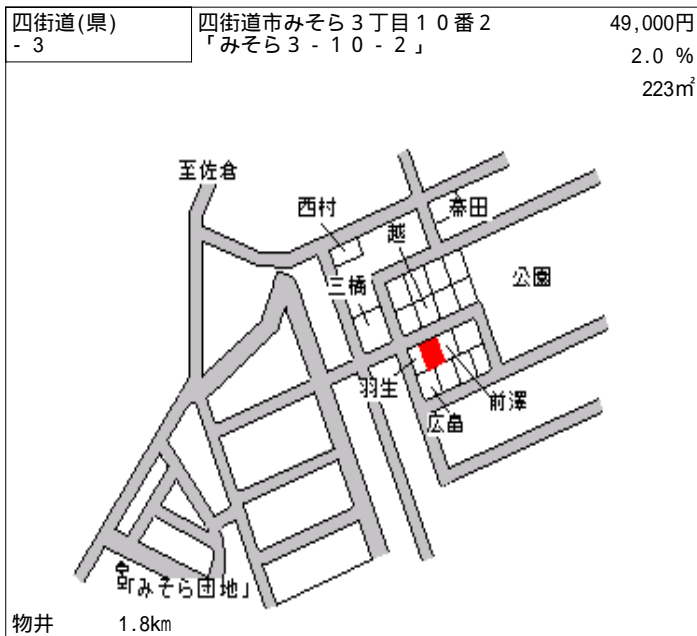 四街道(県)
- 3
四街道市みそら３丁目１０番２
「みそら３‐１０‐２」
49,000円
2.0 %
223㎡
至佐倉
西村
秦田
越
公園
三橋
羽生
前澤
広畠
「みそら団地」
物井 1.8km